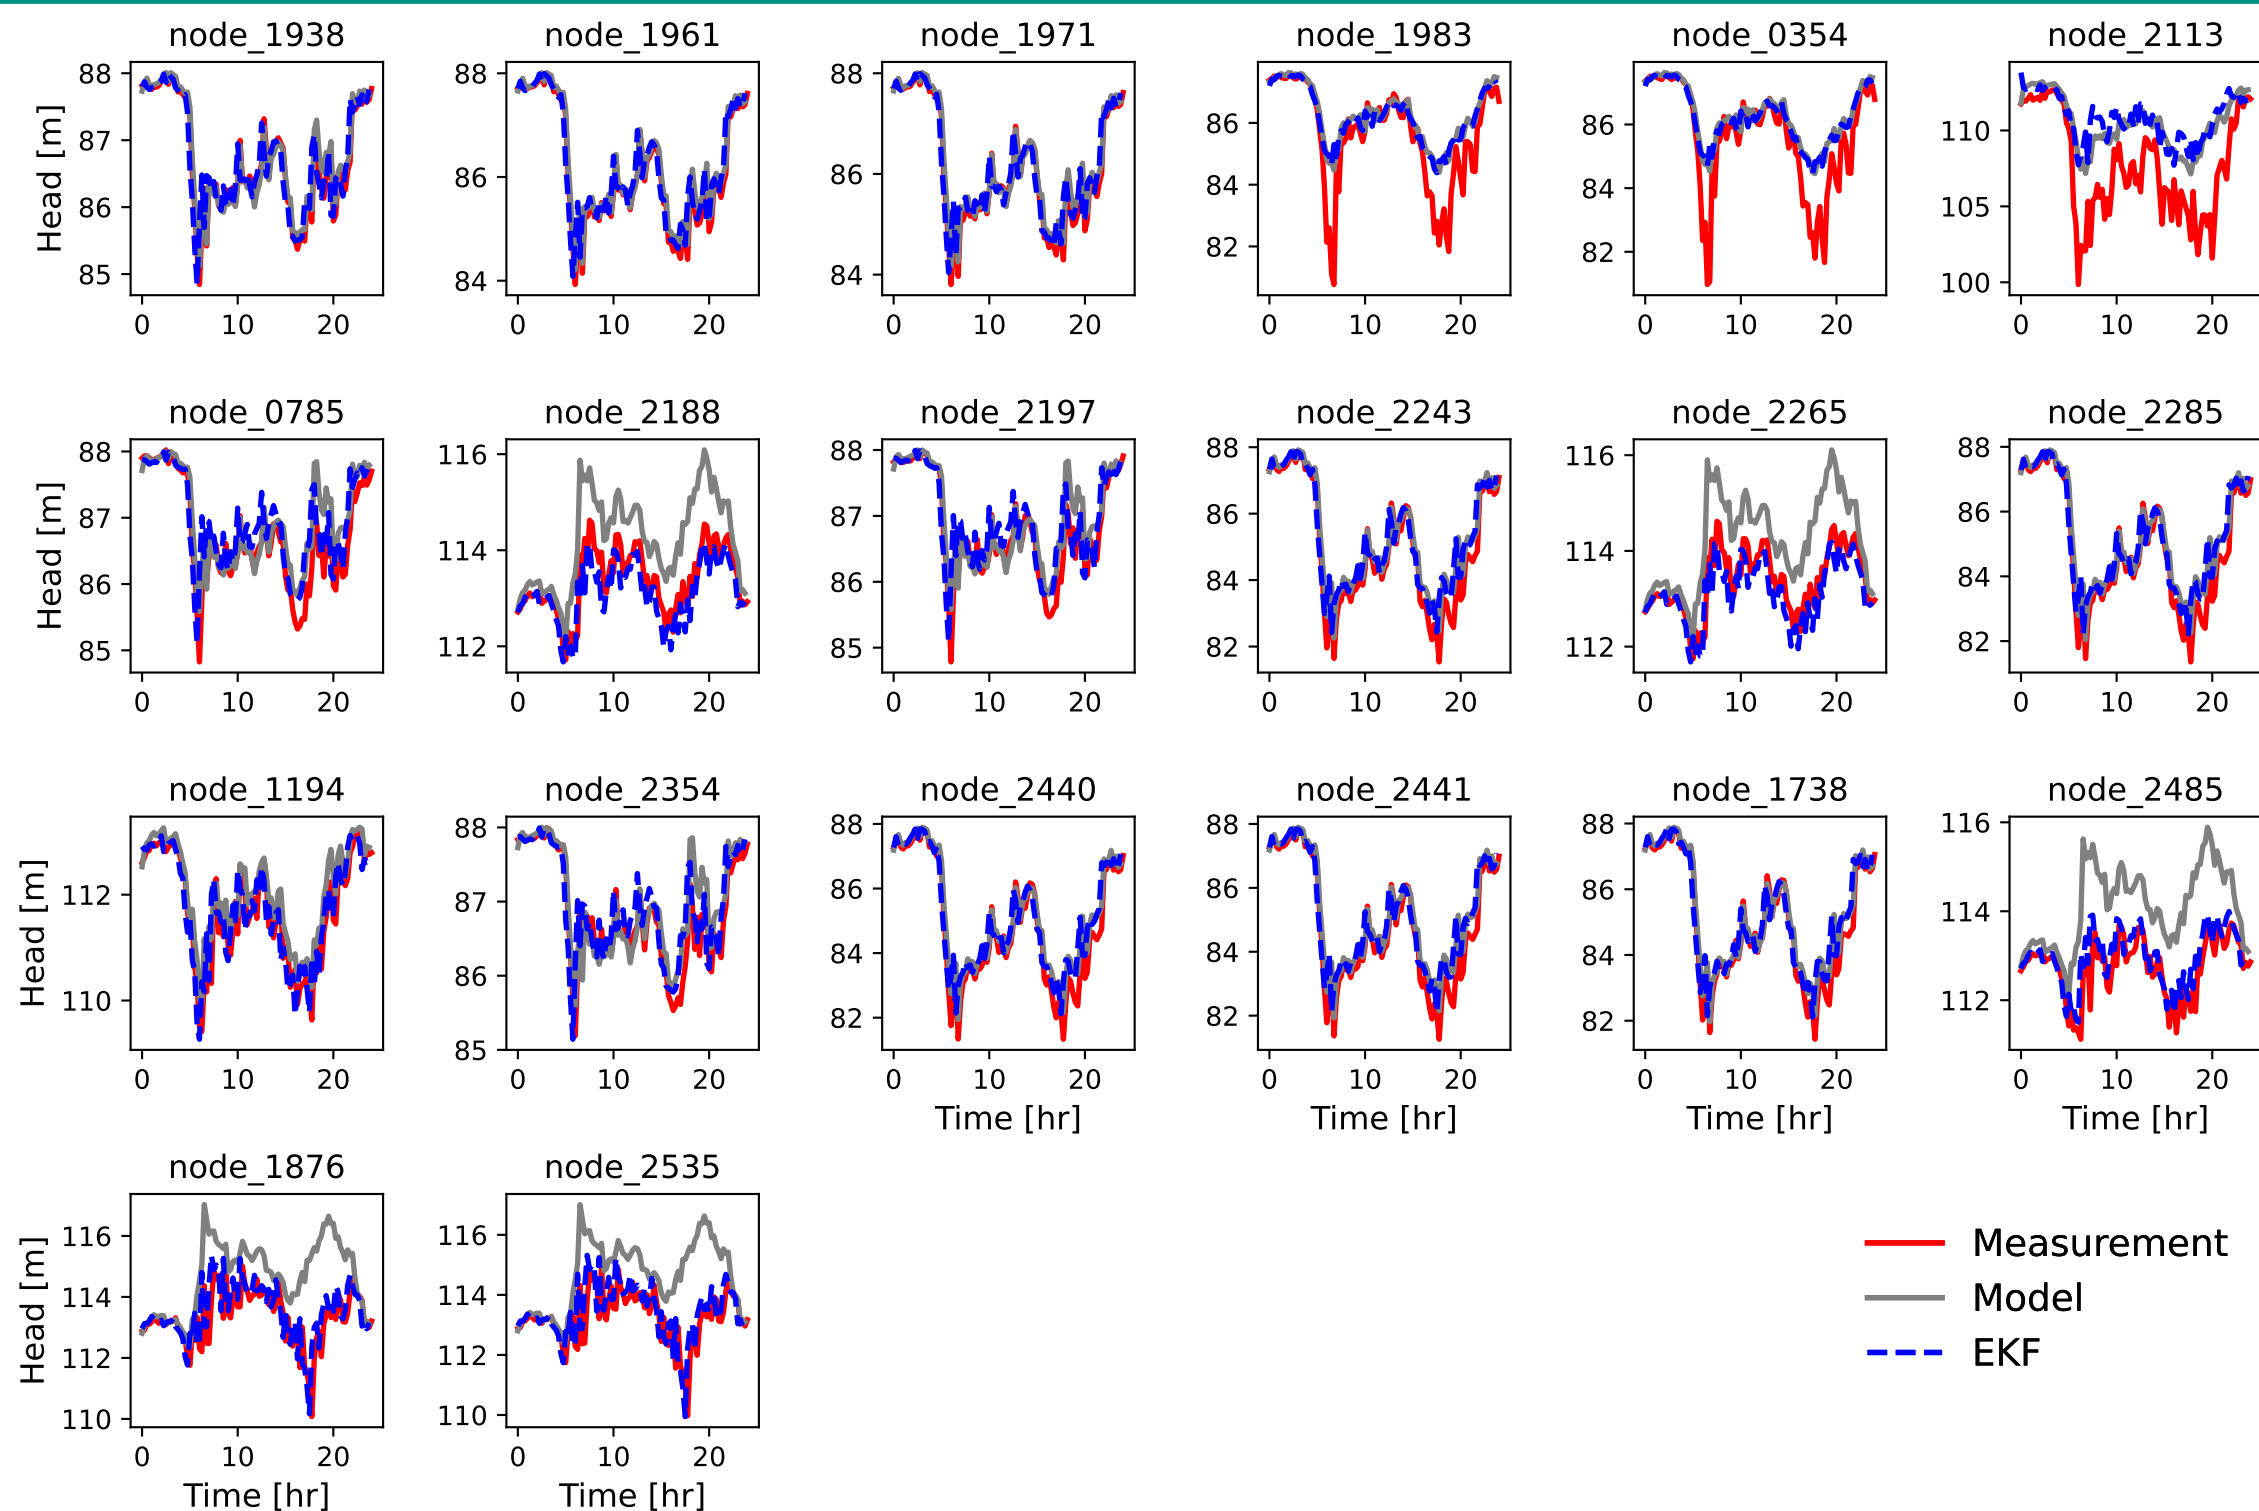 node_1938 node_1961 node_1971 node_1983 node_0354 node_2113
88 88 88 110
87 86 86 86 86 105
86 84 84
85 84 84 82 82 100
Head [m]
0 10 20 0 10 20 0 10 20 0 10 20 0 10 20 0 10 20
node_0785 node_2188 node_2197 node_2243 node_2265 node_2285
88 116 88 88 116 88
87 87 86 86
86 114 86 84 114 84
85 112 85 82 112 82
Head [m]
0 10 20 0 10 20 0 10 20 0 10 20 0 10 20 0 10 20
node_1194 node_2354 node_2440 node_2441 node_1738 node_2485
88 88 88 88 116
112 87 86 86 86 114
86 84 84 84
110 85 82 82 82 112
Head [m]
0 10 20 0 10 20 0 10 20 0 10 20 0 10 20 0 10 20
Time [hr] Time [hr] Time [hr] Time [hr]
node_1876 node_2535
116 116
114 114
112 112
110 110
Head [m]
0 10 20 0 10 20
Time [hr] Time [hr]
Measurement
Model
EKF